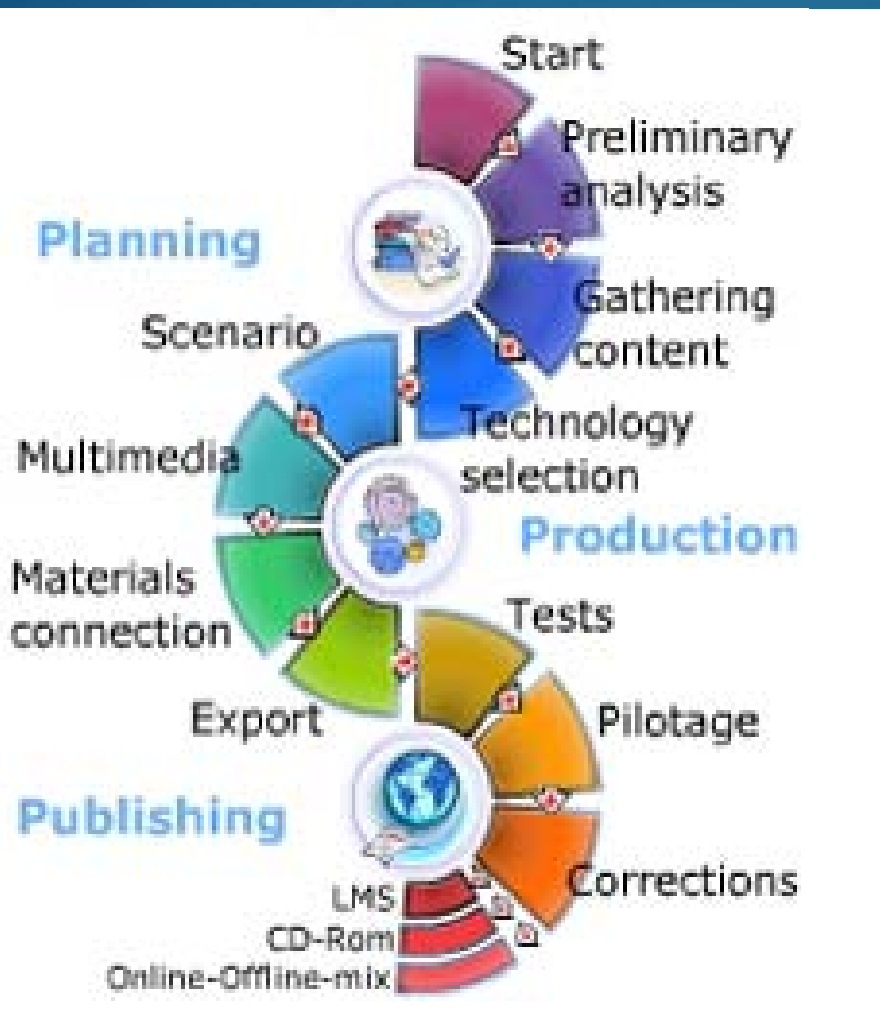 Start
Preliminary
analysis
Planning
Gathering
content
Scenario
Technology
selection
Multimedia
Production
Materials
connection
Tests
Export
Pilotage
Publishing
Corrections
LMS
CD-Rom
Online-Offline-mix